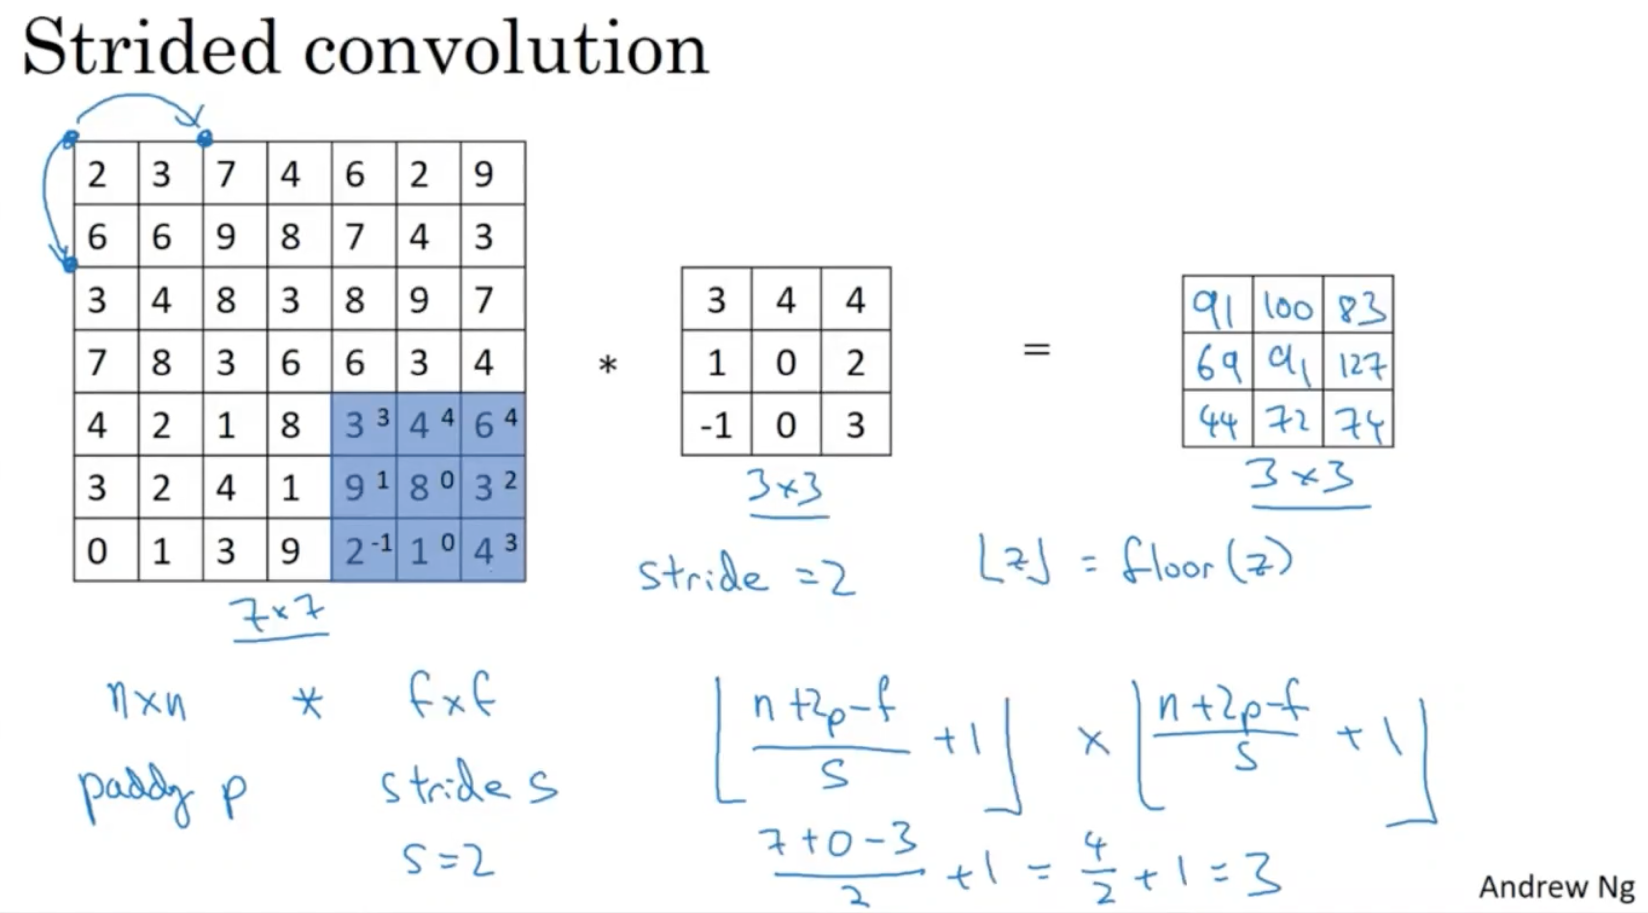 Strided convolution
2 3 7 4 6 2 9
6 6 9 8 7 4 3
3 4 8 3 8 9 7
7 8 3 6 6 3 4
4 2 1 8 3 3 4 4 6 4
3 2 4 1 9 1 8 0 3 2
0 1 3 9 2 -1 1 0 4 3
7×7
*
3 4 4
1 0 2
-1 0 3
3×3
stride = 2
=
91 100 83
69 91 127
44 72 74
3×3
⌊z⌋ = floor(z)
n×n * f×f
padding p stride s
s=2
⌊(n+2p-f)/s + 1⌋ × ⌊(n+2p-f)/s + 1⌋
(7+0-3)/2 + 1 = 4/2 + 1 = 3
Andrew Ng